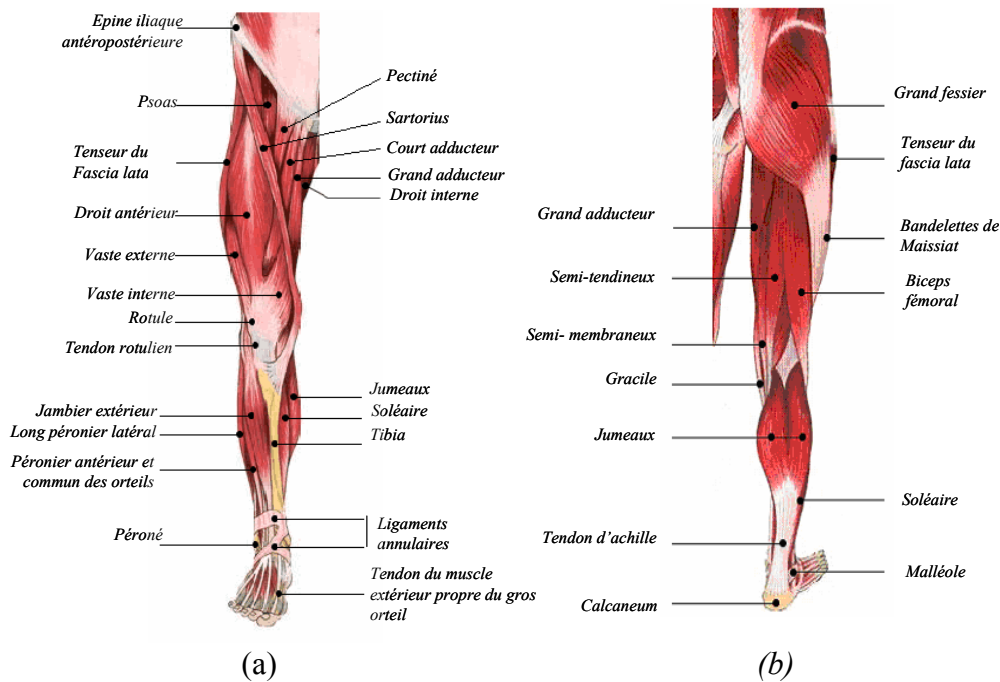 Epine iliaque
antéropostérieure
Psoas
Tenseur du
Fascia lata
Droit antérieur
Vaste externe
Vaste interne
Rotule
Tendon rotulien
Jambier extérieur
Long péronier latéral
Péronier antérieur et
commun des orteils
Péroné
Pectiné
Sartorius
Court adducteur
Grand adducteur
Droit interne
Jumeaux
Soléaire
Tibia
Ligaments
annulaires
Tendon du muscle
extérieur propre du gros
orteil
(a)
Grand adducteur
Semi-tendineux
Semi- membraneux
Gracile
Jumeaux
Tendon d'achille
Calcaneum
Grand fessier
Tenseur du
fascia lata
Bandelettes de
Maissiat
Biceps
fémoral
Soléaire
Malléole
(b)